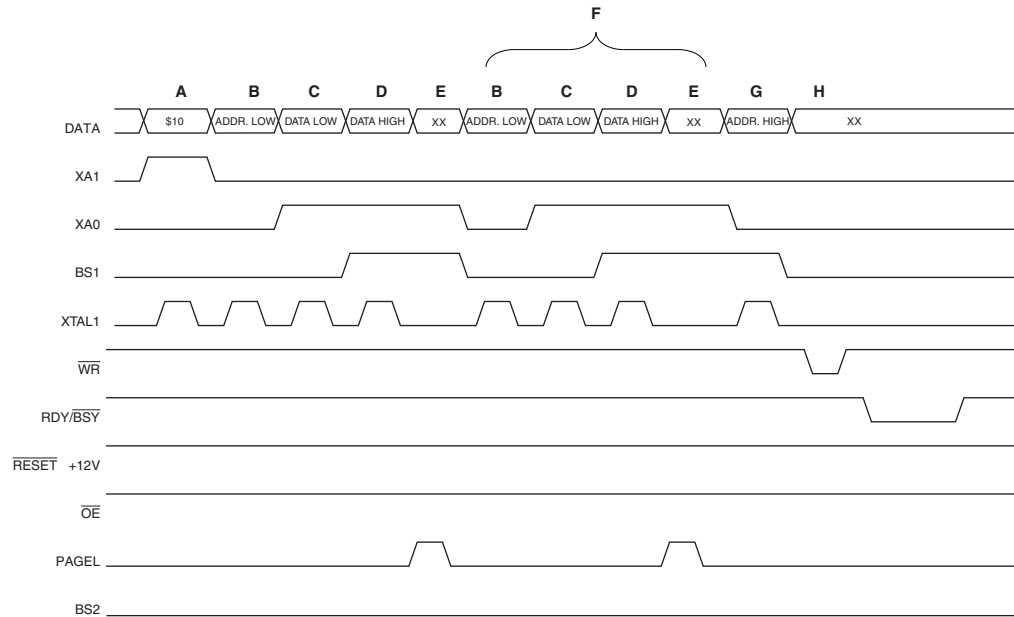 F
A B C D E B C D E G H
DATA $10 ADDR. LOW DATA LOW DATA HIGH XX ADDR. LOW DATA LOW DATA HIGH XX ADDR. HIGH XX
XA1
XA0
BS1
XTAL1
WR
RDY/BSY
RESET +12V
OE
PAGEL
BS2